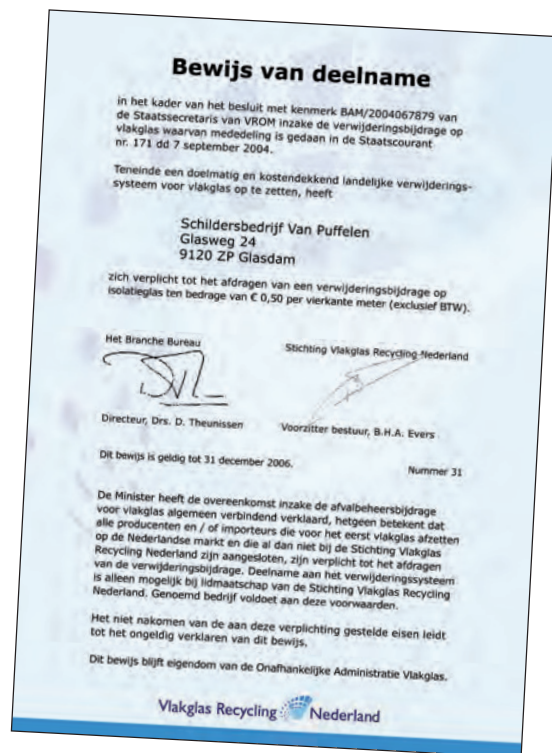 Bewijs van deelname
in het kader van het besluit met kenmerk BAM/2004067879 van
de Staatssecretaris van VROM inzake de verwijderingsbijdrage op
vlakglas waarvan mededeling is gedaan in de Staatscourant
nr. 171 dd 7 september 2004.
Teneinde een doelmatig en kostendekkend landelijke verwijderings-
systeem voor vlakglas op te zetten, heeft
Schildersbedrijf Van Puffelen
Glasweg 24
9120 ZP Glasdam
zich verplicht tot het afdragen van een verwijderingsbijdrage op
isolatieglas ten bedrage van € 0,50 per vierkante meter (exclusief BTW).
Het Branche Bureau
Stichting Vlakglas Recycling Nederland
Directeur, Drs. D. Theunissen
Voorzitter bestuur, B.H.A. Evers
Dit bewijs is geldig tot 31 december 2006.
Nummer 31
De Minister heeft de overeenkomst inzake de afvalbeheersbijdrage
voor vlakglas algemeen verbindend verklaard, hetgeen betekent dat
alle producenten en / of importeurs die voor het eerst vlakglas afzetten
op de Nederlandse markt en die al dan niet bij de Stichting Vlakglas
Recycling Nederland zijn aangesloten, zijn verplicht tot het afdragen
van de verwijderingsbijdrage. Deelname aan het verwijderingssysteem
is alleen mogelijk bij lidmaatschap van de Stichting Vlakglas Recycling
Nederland. Genoemd bedrijf voldoet aan deze voorwaarden.
Het niet nakomen van de aan deze verplichting gestelde eisen leidt
tot het ongeldig verklaren van dit bewijs.
Dit bewijs blijft eigendom van de Onafhankelijke Administratie Vlakglas.
Vlakglas Recycling Nederland